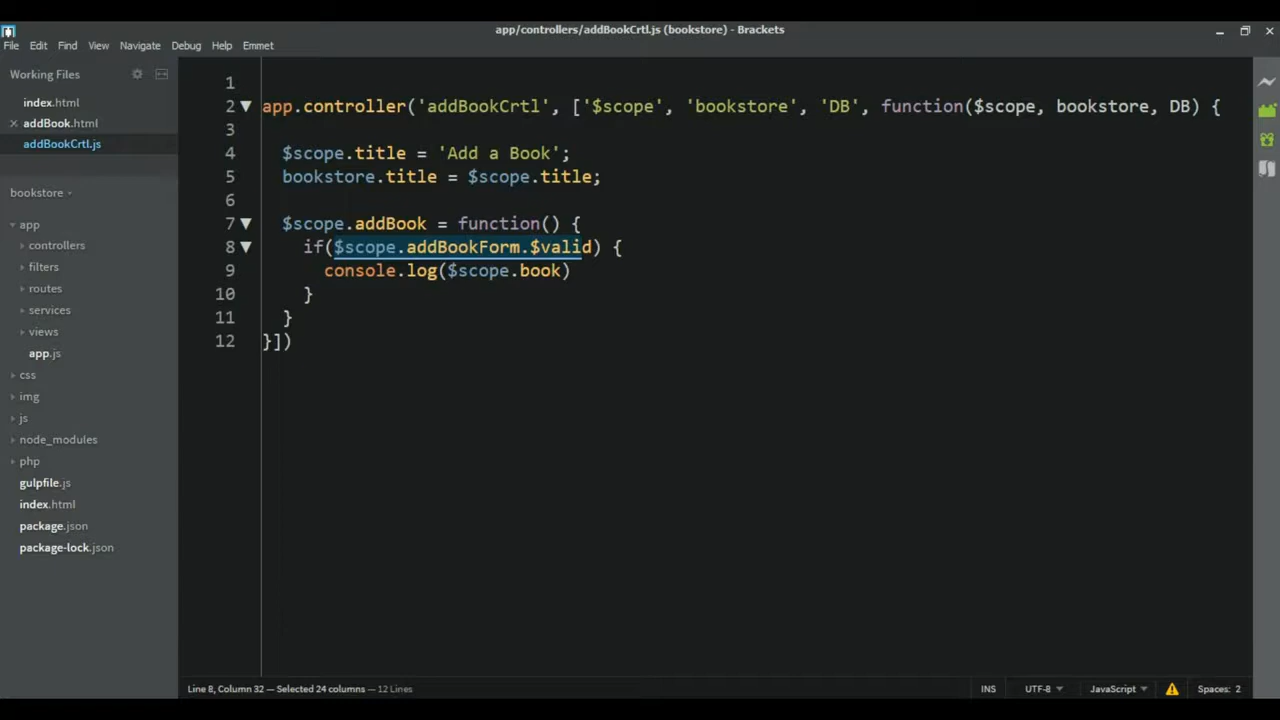 app/controllers/addBookCrtl.js (bookstore) - Brackets
File Edit Find View Navigate Debug Help Emmet
Working Files
index.html
addBook.html
addBookCrtl.js
bookstore
app
controllers
filters
routes
services
views
app.js
css
img
js
node_modules
php
gulpfile.js
index.html
package.json
package-lock.json
1
2 app.controller('addBookCrtl', ['$scope', 'bookstore', 'DB', function($scope, bookstore, DB) {
3
4 $scope.title = 'Add a Book';
5 bookstore.title = $scope.title;
6
7 $scope.addBook = function() {
8 if($scope.addBookForm.$valid) {
9 console.log($scope.book)
10 }
11 }
12 }])
Line 8, Column 32 — Selected 24 columns — 12 Lines
INS UTF-8 JavaScript Spaces: 2